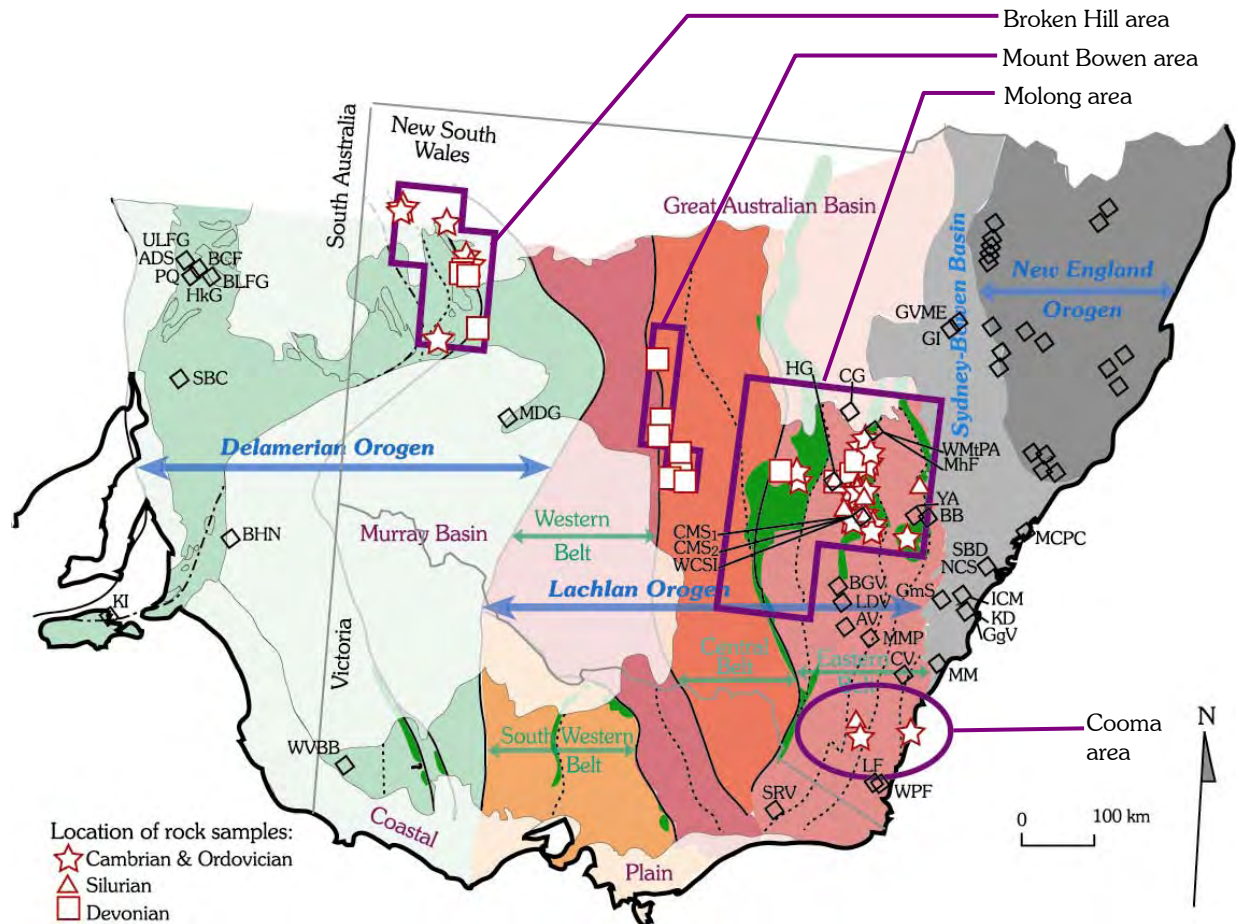 Broken Hill area
Mount Bowen area
Molong area
South Australia
New South
Wales
Great Australian Basin
Sydney-Bowen Basin
New England
Orogen
ULFG
ADS
BCF
PQ
BLFG
HkG
GVME
GI
SBC
HG
CG
MDG
Delamerian Orogen
WMtPA
MhF
YA
BB
Murray Basin
Western
Belt
CMS1
CMS2
WCSI
BHN
MCPC
SBD
NCS
Lachlan Orogen
BGV
GmS
LDV
ICM
KD
GgV
AV
MMP
KI
Victoria
Central
Belt
Eastern
Belt
CV
MM
Cooma
area
N
WVBB
South Western
Belt
LF
WPF
SRV
Coastal
Plain
0 100 km
Location of rock samples:
Cambrian & Ordovician
Silurian
Devonian